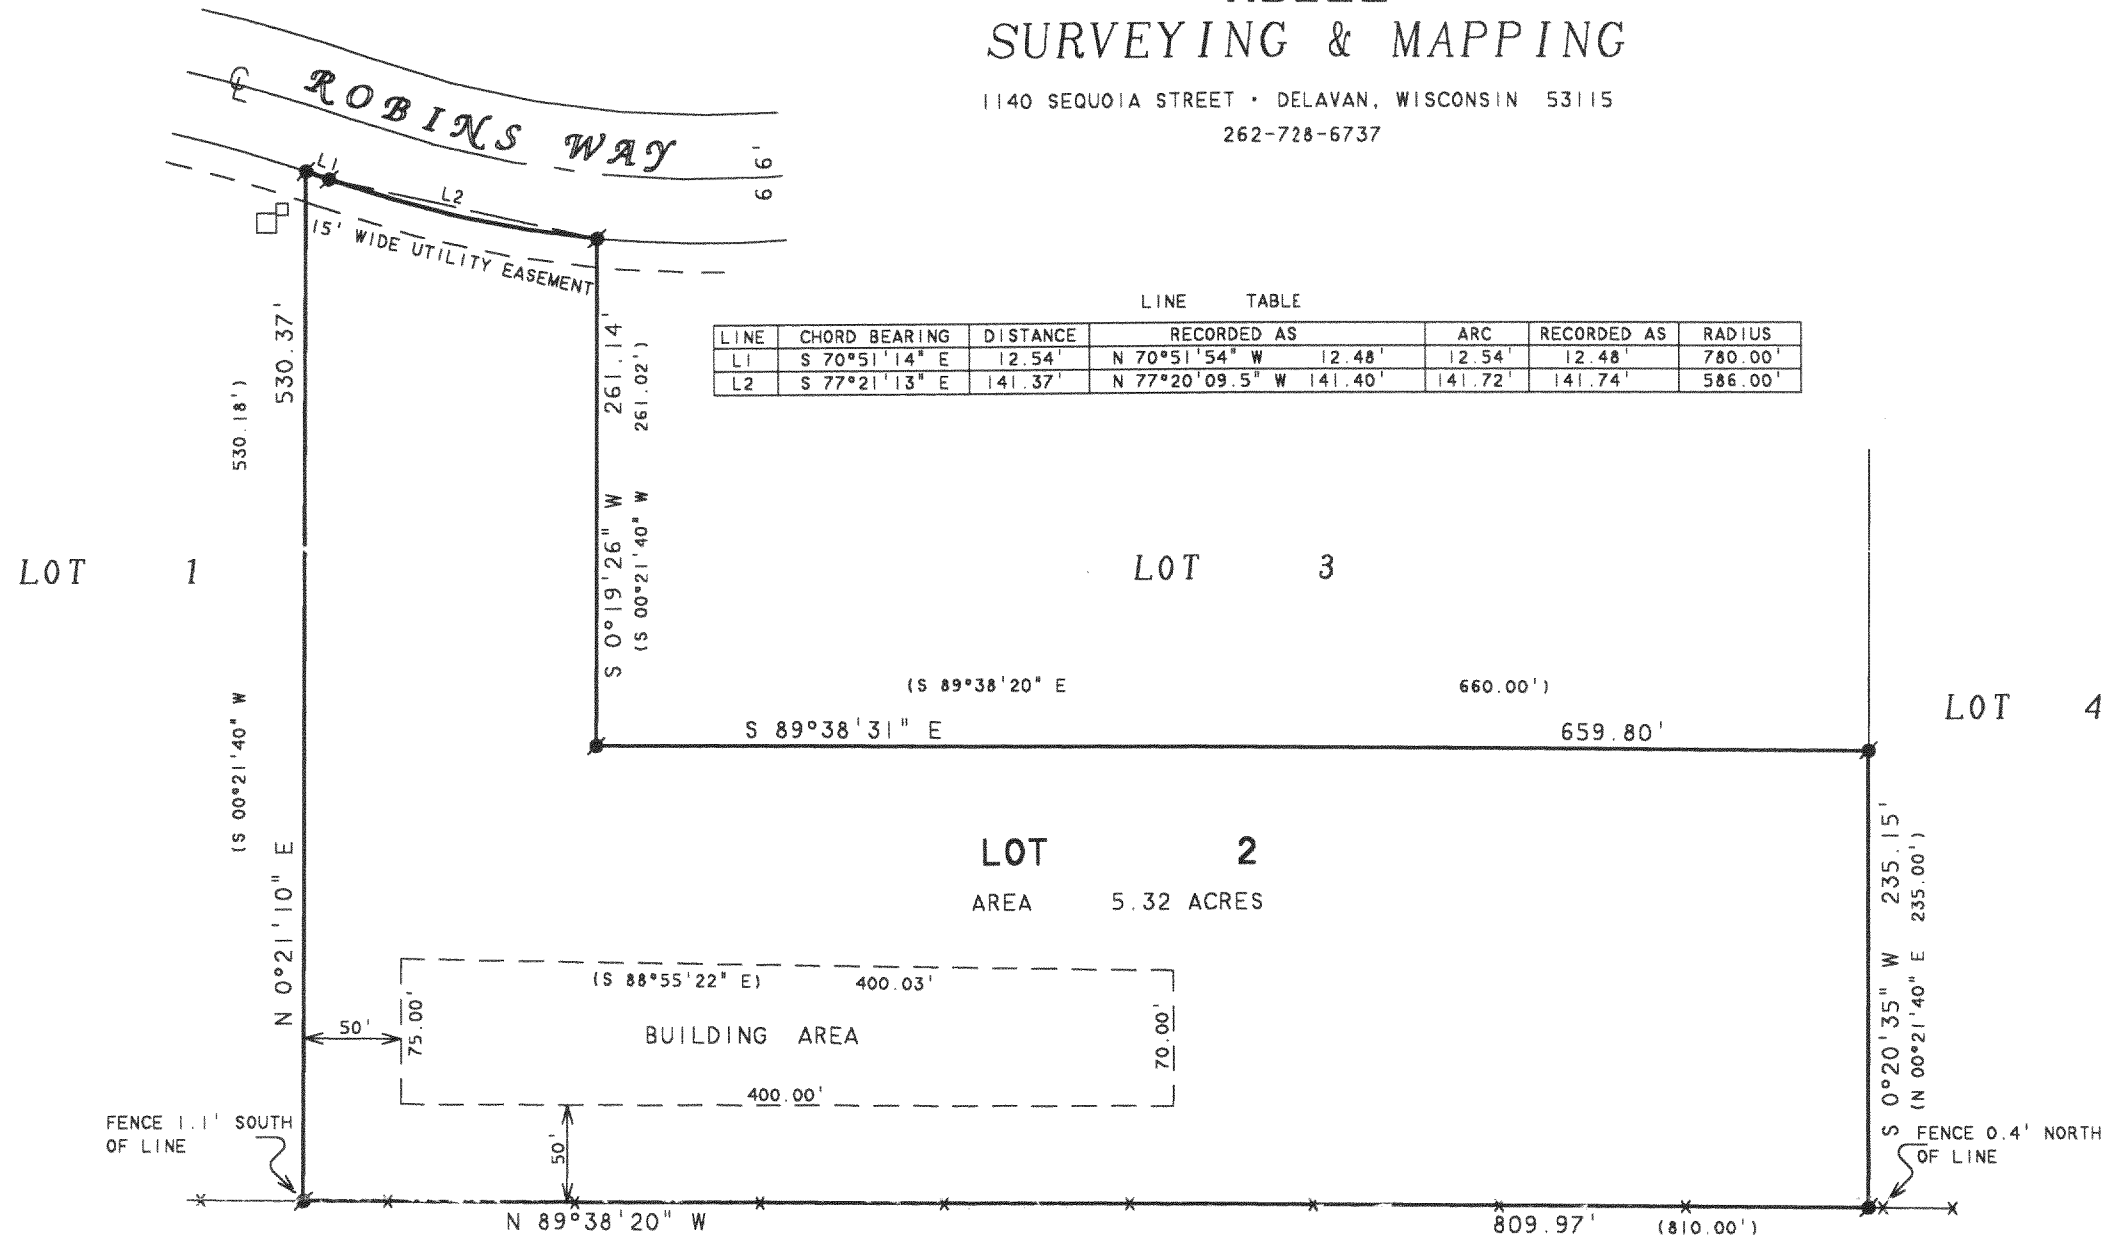 SURVEYING & MAPPING
1140 SEQUOIA STREET · DELAVAN, WISCONSIN 53115
262-728-6737
℄ ROBINS WAY
66'
66'
L1
L2
15' WIDE UTILITY EASEMENT
LINE TABLE
LINE CHORD BEARING DISTANCE RECORDED AS ARC RECORDED AS RADIUS
L1 S 70°51'14" E 12.54' N 70°51'54" W 12.48' 12.54' 12.48' 780.00'
L2 S 77°21'13" E 141.37' N 77°20'09.5" W 141.40' 141.72' 141.74' 586.00'
N 0°21'10" E 530.37'
(S 00°21'40" W 530.18')
S 0°19'26" W 261.14'
(S 00°21'40" W 261.02')
LOT 1
LOT 3
(S 89°38'20" E 660.00')
S 89°38'31" E 659.80'
LOT 4
LOT 2
AREA 5.32 ACRES
S 0°20'35" W 235.15'
(N 00°21'40" E 235.00')
(S 88°55'22" E) 400.03'
75.00'
BUILDING AREA
70.00'
50'
400.00'
50'
FENCE 1.1' SOUTH
OF LINE
FENCE 0.4' NORTH
OF LINE
N 89°38'20" W 809.97' (810.00')